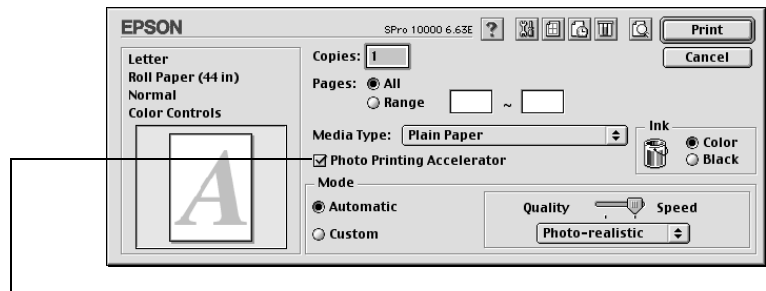 EPSON
SPro 10000 6.63E
?
Print
Letter
Roll Paper (44 in)
Normal
Color Controls
A
Copies: 1
Cancel
Pages: All
Range ~
Media Type: Plain Paper
Ink
Color
Black
Photo Printing Accelerator
Mode
Automatic
Custom
Quality Speed
Photo-realistic